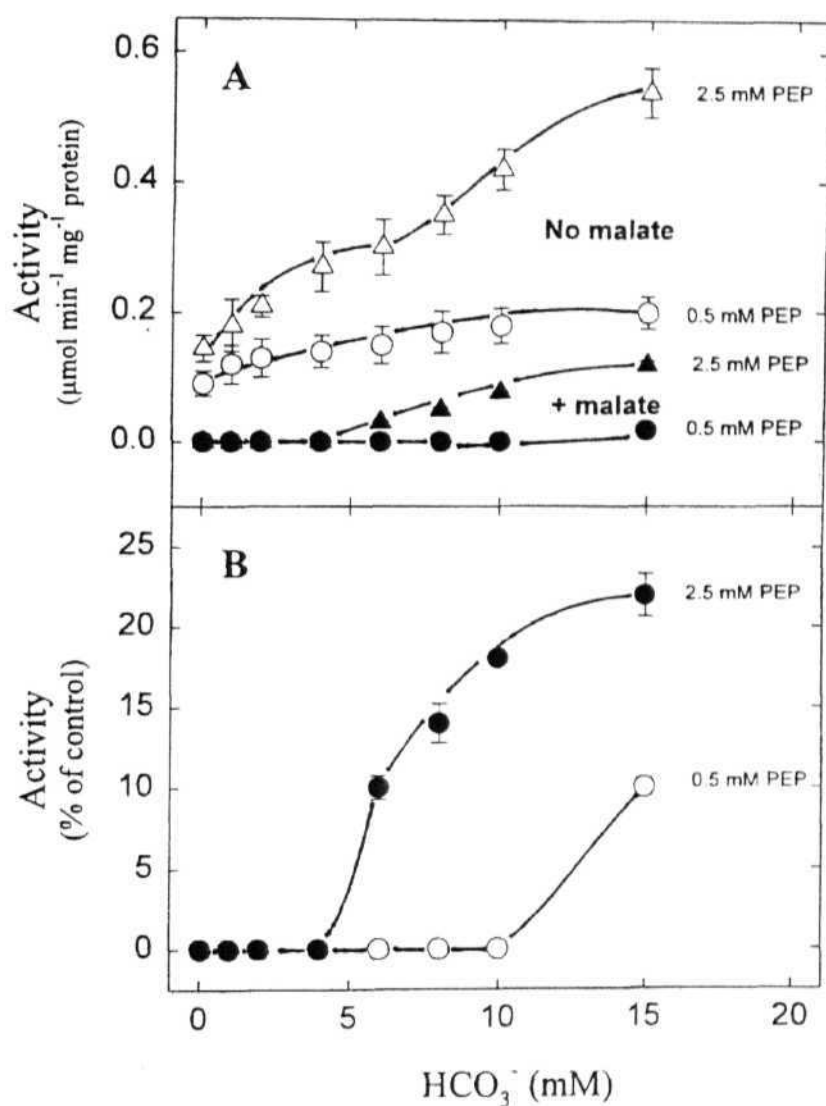 A
0.6
0.4
0.2
0.0
Activity
(μmol min⁻¹ mg⁻¹ protein)
2.5 mM PEP
No malate
0.5 mM PEP
2.5 mM PEP
+ malate
0.5 mM PEP
B
25
20
15
10
5
0
Activity
(% of control)
2.5 mM PEP
0.5 mM PEP
0 5 10 15 20
HCO₃⁻ (mM)